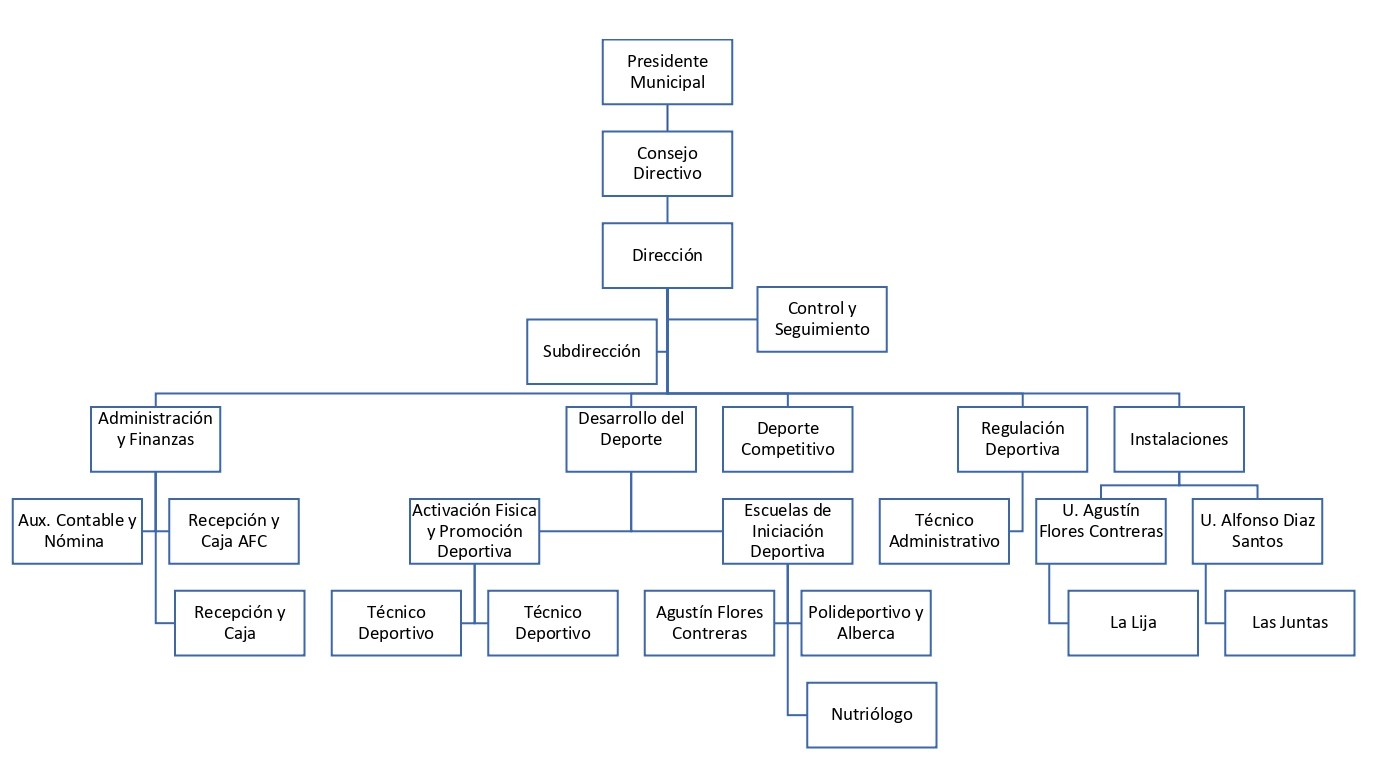 Presidente
Municipal
Consejo
Directivo
Dirección
Control y
Seguimiento
Subdirección
Administración
y Finanzas
Desarrollo del
Deporte
Deporte
Competitivo
Regulación
Deportiva
Instalaciones
Aux. Contable y
Nómina
Recepción y
Caja AFC
Activación Fisica
y Promoción
Deportiva
Escuelas de
Iniciación
Deportiva
Técnico
Administrativo
U. Agustín
Flores Contreras
U. Alfonso Diaz
Santos
Recepción y
Caja
Técnico
Deportivo
Técnico
Deportivo
Agustín Flores
Contreras
Polideportivo y
Alberca
La Lija
Las Juntas
Nutriólogo